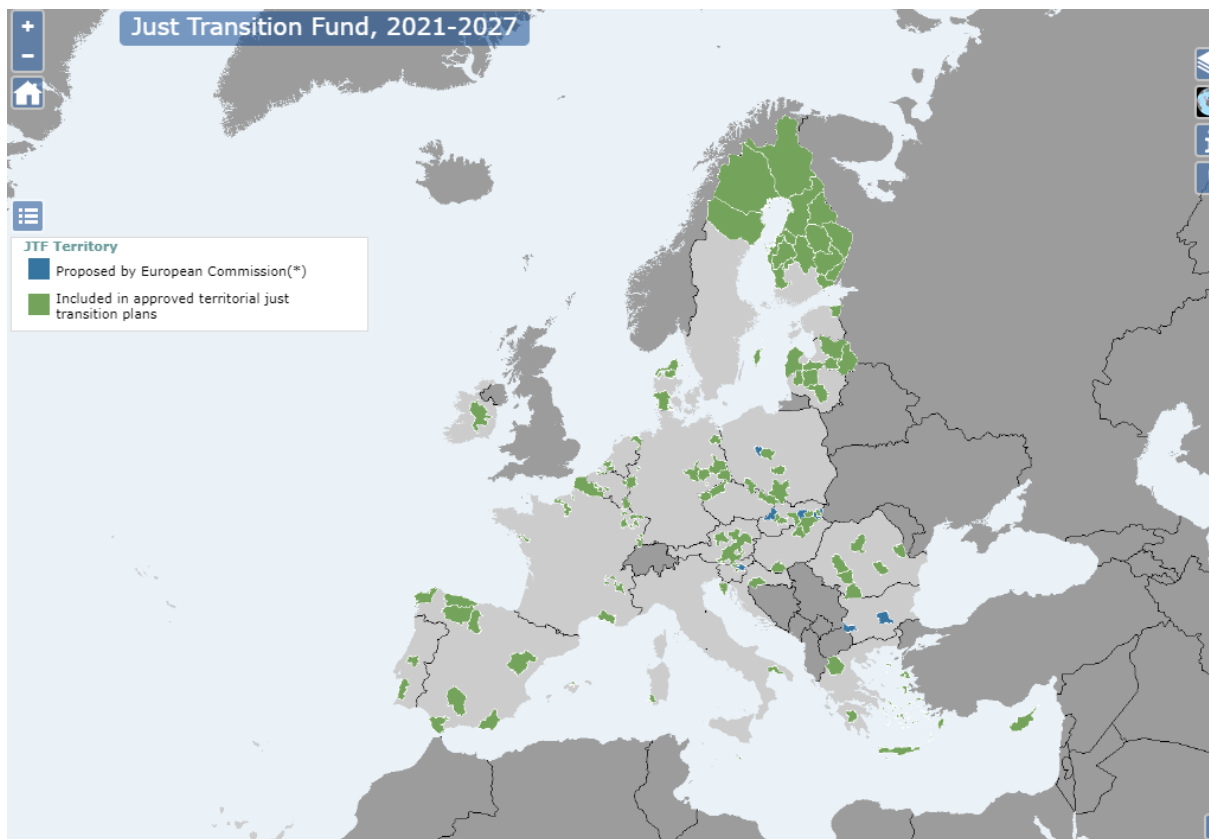 Just Transition Fund, 2021-2027
+
−
JTF Territory
Proposed by European Commission(*)
Included in approved territorial just
transition plans